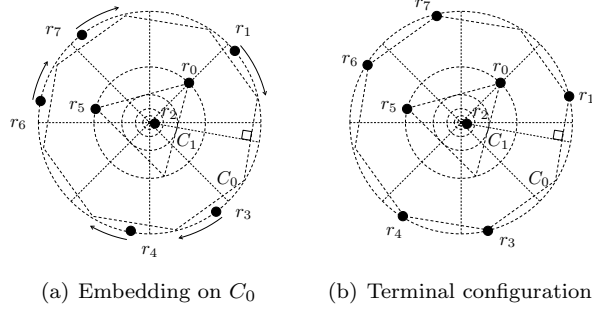 r7
r1
r0
r6
r5
r2
C1
C0
r3
r4
(a) Embedding on C0
r7
r6
r0
r1
r5
r2
C1
C0
r4
r3
(b) Terminal configuration